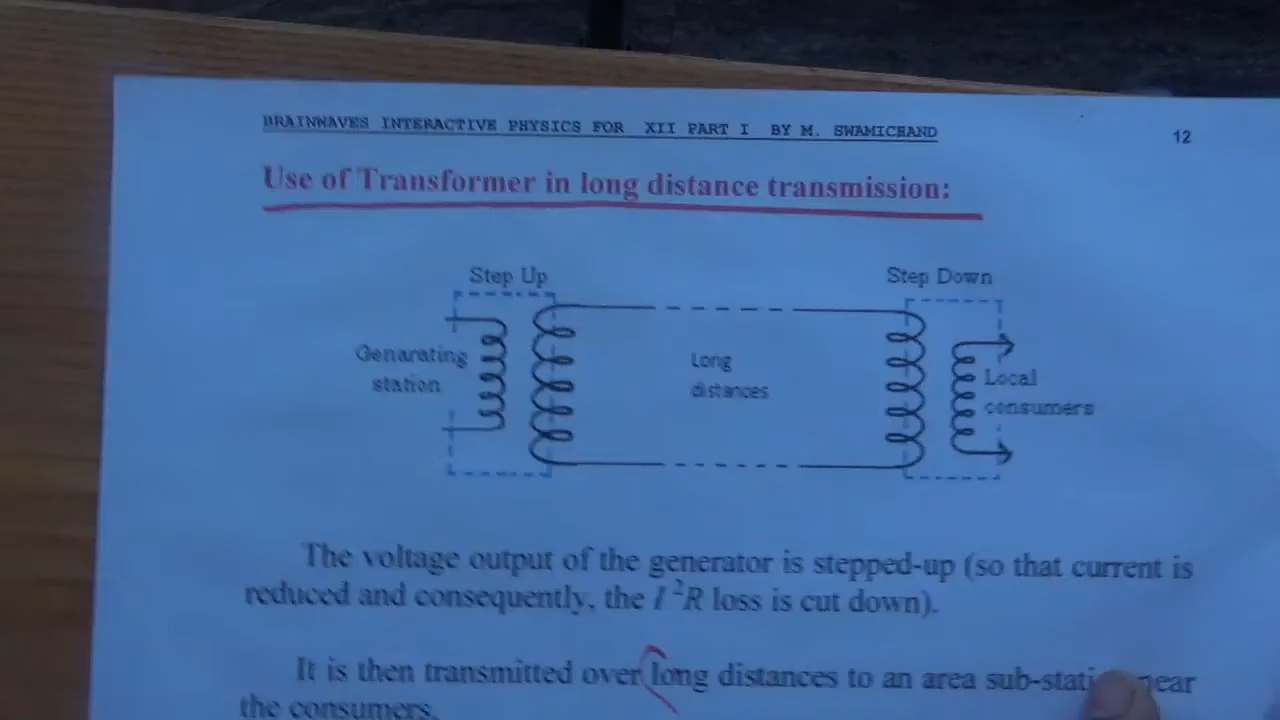 BRAINWAVES INTERACTIVE PHYSICS FOR XII PART I BY M. SWAMICHAND 12
Use of Transformer in long distance transmission:
Step Up
Step Down
Genarating
station
Long
distances
Local
consumers
The voltage output of the generator is stepped-up (so that current is
reduced and consequently, the I²R loss is cut down).
It is then transmitted over long distances to an area near
the consumers.